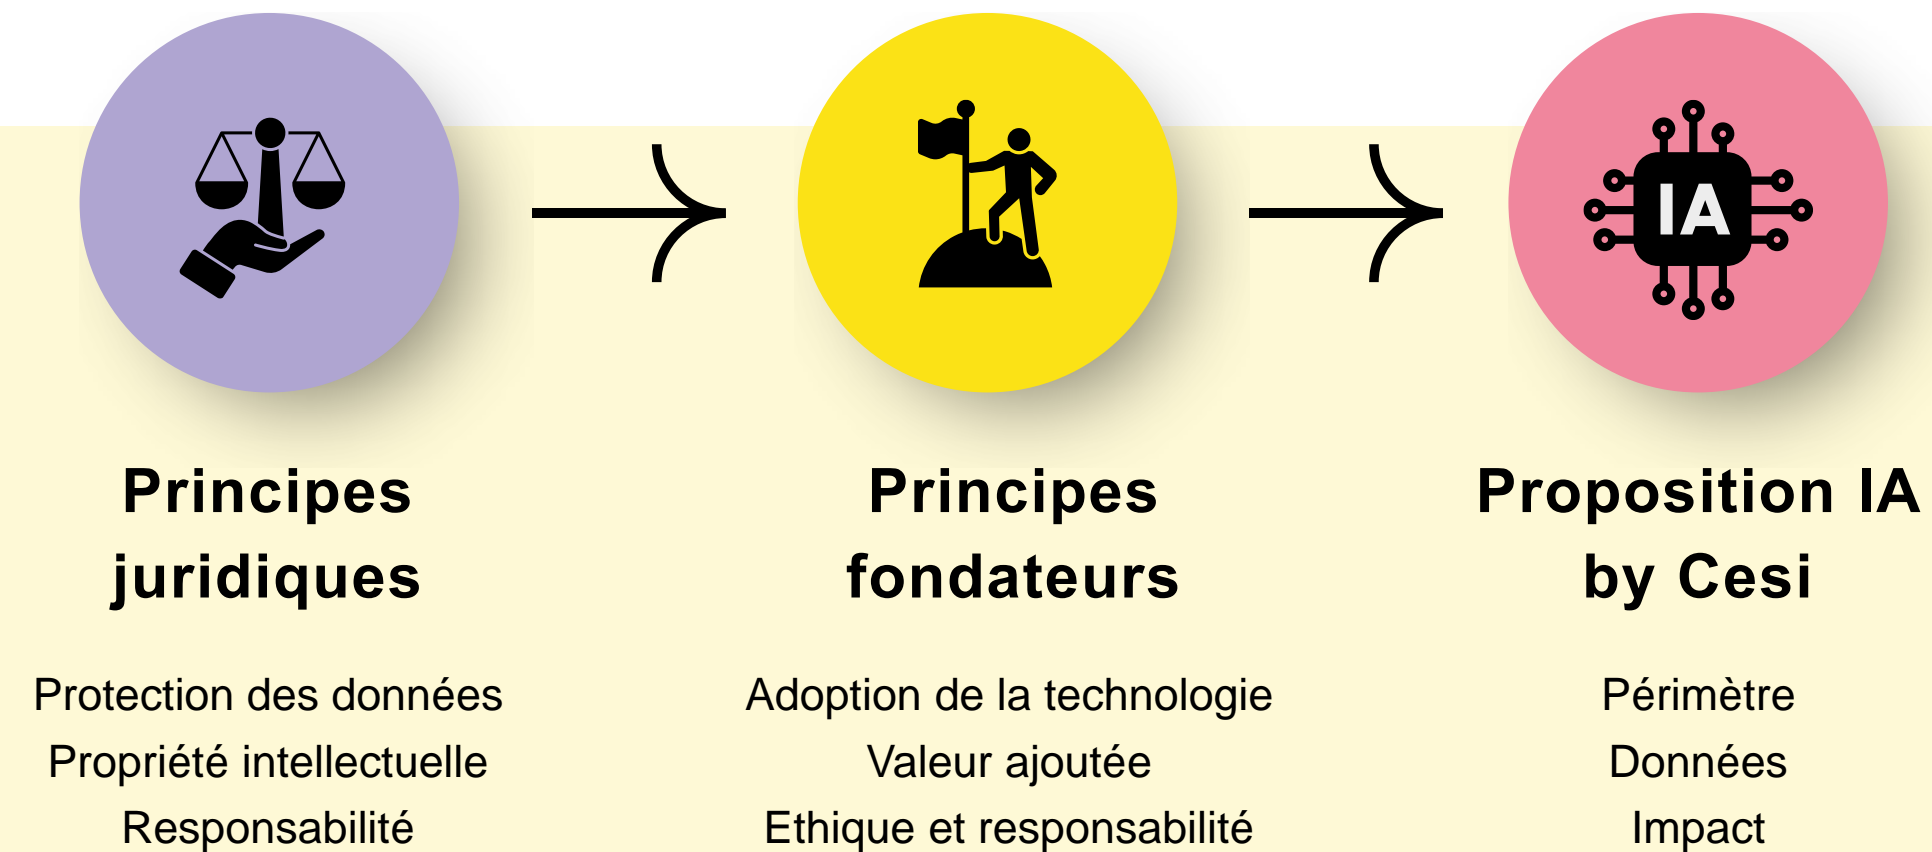 IA
Principes
juridiques
Protection des données
Propriété intellectuelle
Responsabilité
Principes
fondateurs
Adoption de la technologie
Valeur ajoutée
Ethique et responsabilité
Proposition IA
by Cesi
Périmètre
Données
Impact